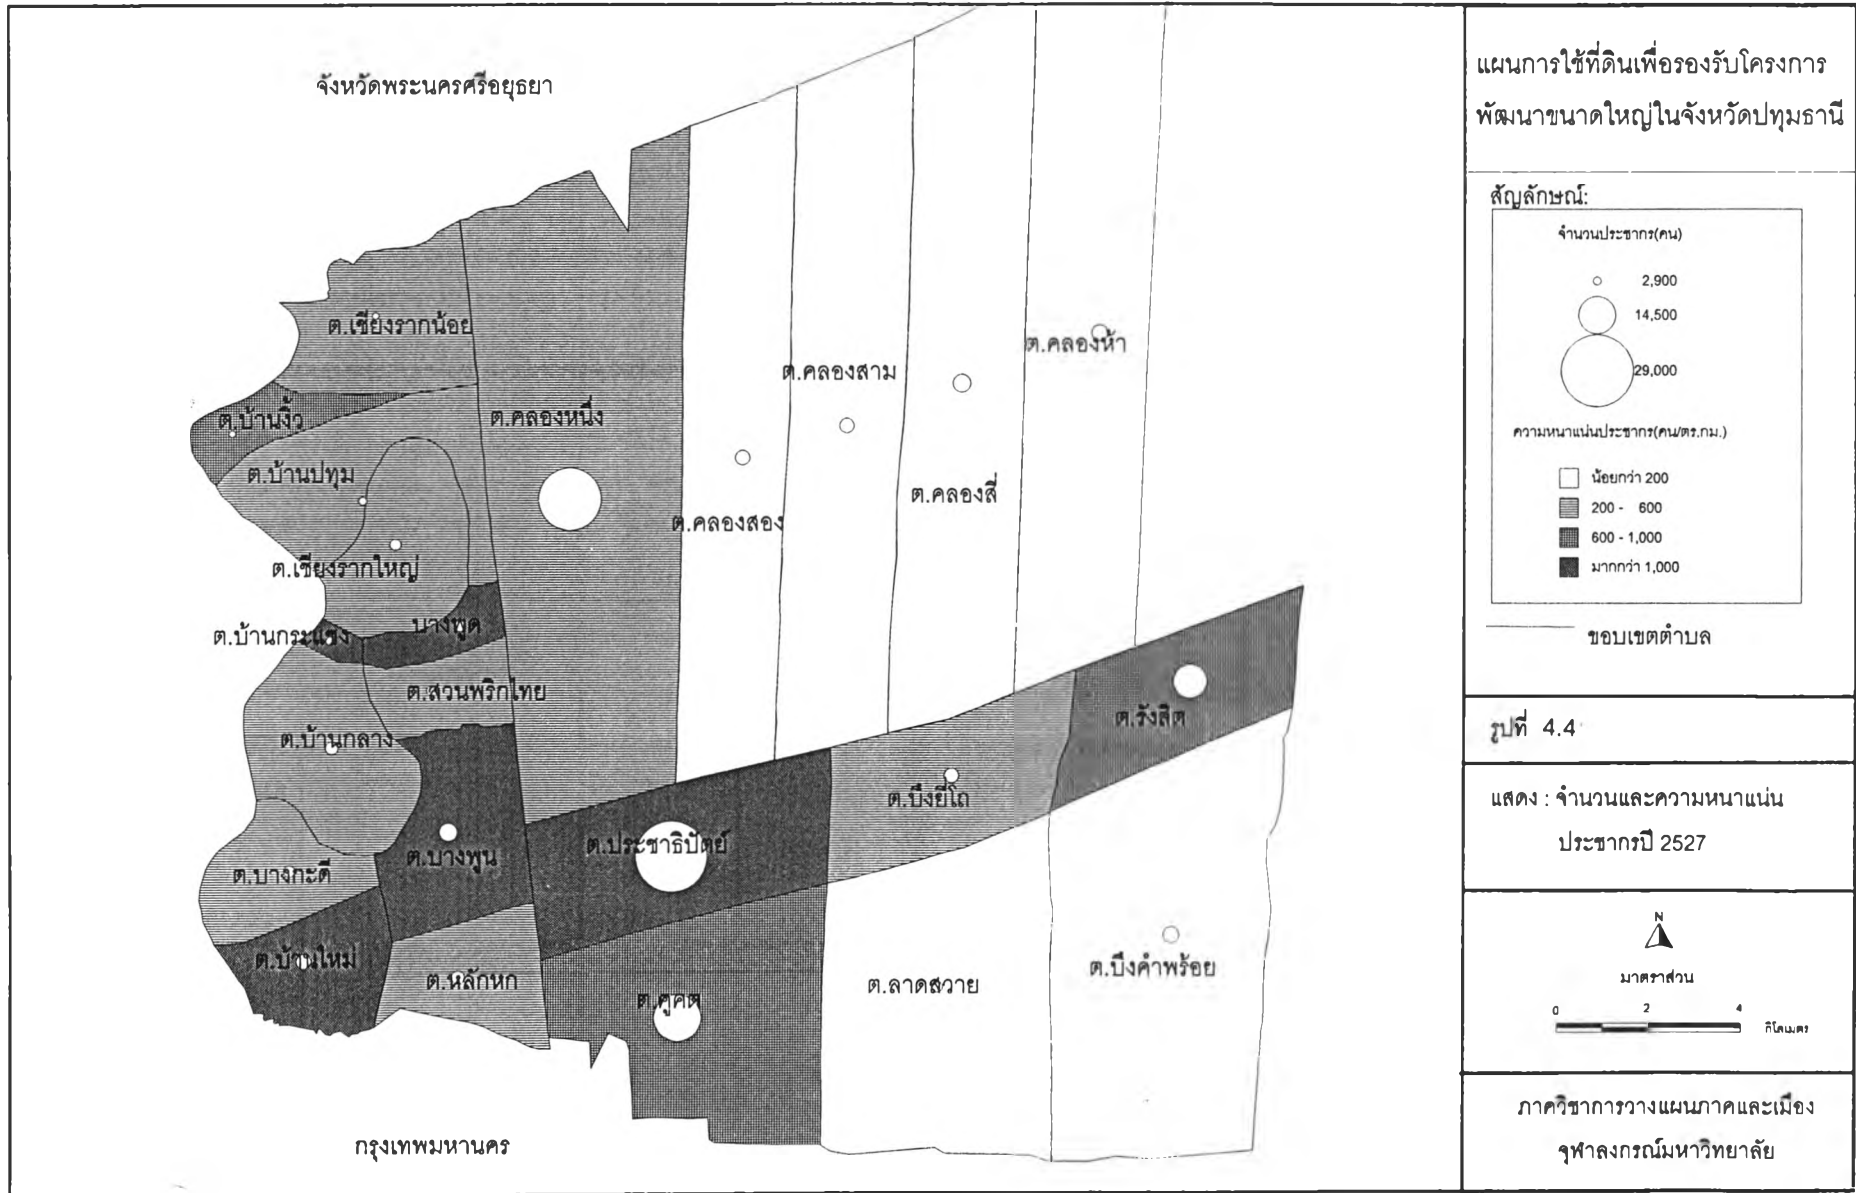 จังหวัดพระนครศรีอยุธยา
ต.เชียงรากน้อย
ต.บ้านงิ้ว
ต.คลองหนึ่ง
ต.บ้านปทุม
ต.เชียงรากใหญ่
ต.บ้านกระแชง
บางพูด
ต.สวนพริกไทย
ต.บ้านกลาง
ต.บางกะดี
ต.บางพูน
ต.บ้านใหม่
ต.หลักหก
ต.คลองสอง
ต.คลองสาม
ต.คลองสี่
ต.คลองห้า
ต.รังสิต
ต.บึงยี่โถ
ต.ประชาธิปัตย์
ต.คูคต
ต.ลาดสวาย
ต.บึงคำพร้อย
กรุงเทพมหานคร
แผนการใช้ที่ดินเพื่อรองรับโครงการ
พัฒนาขนาดใหญ่ในจังหวัดปทุมธานี
สัญลักษณ์:
จำนวนประชากร(คน)
2,900
14,500
29,000
ความหนาแน่นประชากร(คน/ตร.กม.)
น้อยกว่า 200
200 - 600
600 - 1,000
มากกว่า 1,000
ขอบเขตตำบล
รูปที่ 4.4
แสดง : จำนวนและความหนาแน่น
ประชากรปี 2527
N
มาตราส่วน
0 2 4
กิโลเมตร
ภาควิชาการวางแผนภาคและเมือง
จุฬาลงกรณ์มหาวิทยาลัย